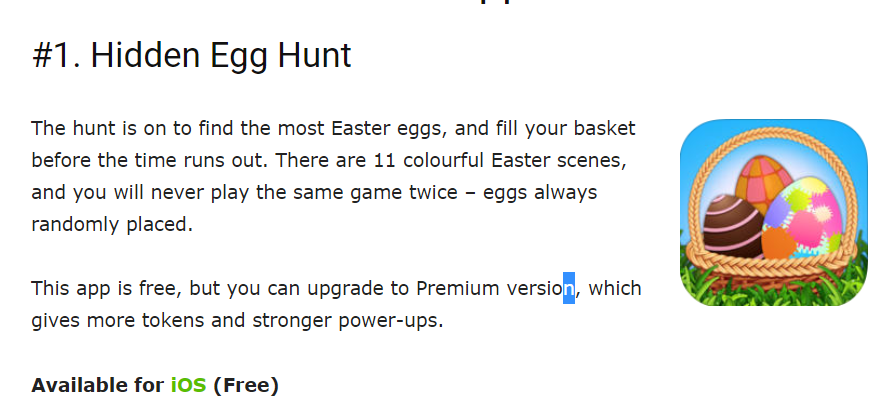 #1. Hidden Egg Hunt
The hunt is on to find the most Easter eggs, and fill your basket
before the time runs out. There are 11 colourful Easter scenes,
and you will never play the same game twice – eggs always
randomly placed.
This app is free, but you can upgrade to Premium version, which
gives more tokens and stronger power-ups.
Available for iOS (Free)